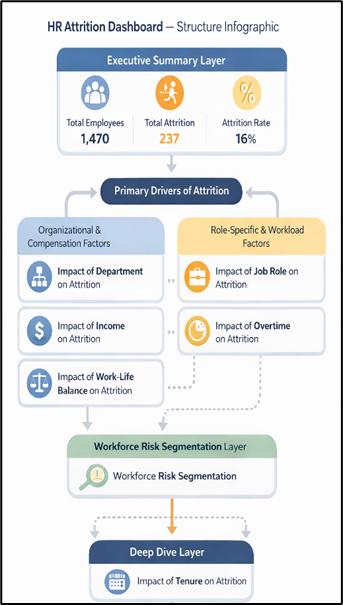 HR Attrition Dashboard — Structure Infographic
Executive Summary Layer
Total Employees
1,470
Total Attrition
237
%
Attrition Rate
16%
Primary Drivers of Attrition
Organizational &
Compensation Factors
Role-Specific & Workload
Factors
Impact of Department
on Attrition
Impact of Job Role on
Attrition
$
Impact of Income
on Attrition
Impact of Overtime
on Attrition
Impact of Work-Life
Balance on Attrition
Workforce Risk Segmentation Layer
Workforce Risk Segmentation
Deep Dive Layer
Impact of Tenure on Attrition